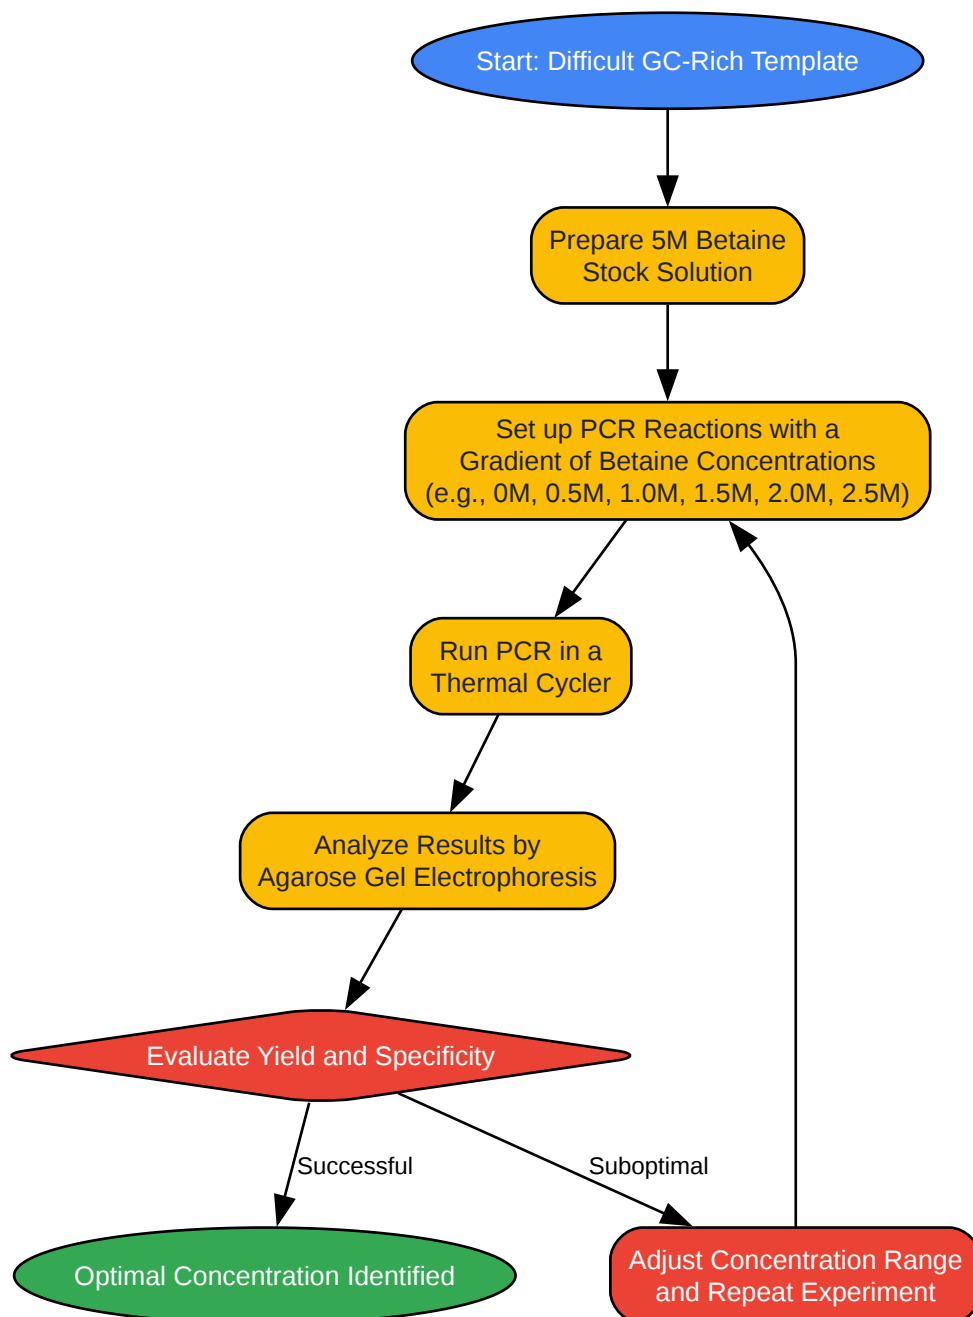 Start: Difficult GC-Rich Template
Prepare 5M Betaine
Stock Solution
Set up PCR Reactions with a
Gradient of Betaine Concentrations
(e.g., 0M, 0.5M, 1.0M, 1.5M, 2.0M, 2.5M)
Run PCR in a
Thermal Cycler
Analyze Results by
Agarose Gel Electrophoresis
Evaluate Yield and Specificity
Successful
Suboptimal
Optimal Concentration Identified
Adjust Concentration Range
and Repeat Experiment